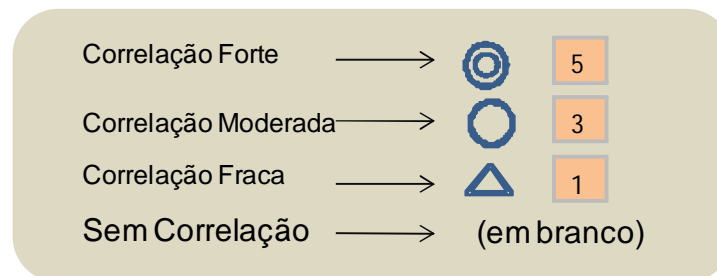 Correlação Forte 5
Correlação Moderada 3
Correlação Fraca 1
Sem Correlação (em branco)